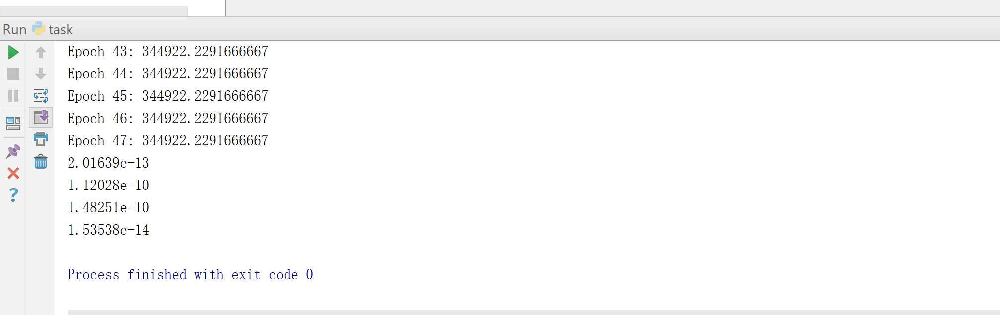 Run task
Epoch 43: 344922.2291666667
Epoch 44: 344922.2291666667
Epoch 45: 344922.2291666667
Epoch 46: 344922.2291666667
Epoch 47: 344922.2291666667
2.01639e-13
1.12028e-10
1.48251e-10
1.53538e-14
Process finished with exit code 0